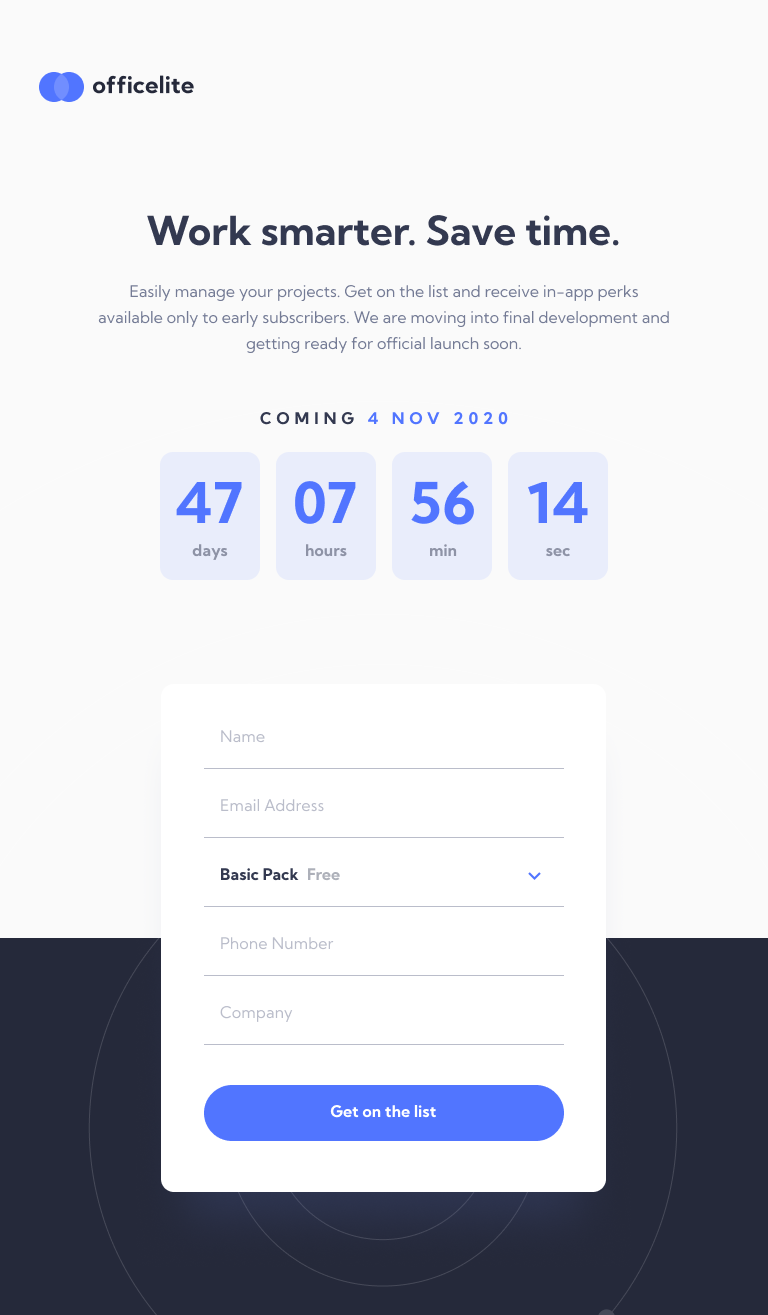 officelite
Work smarter. Save time.
Easily manage your projects. Get on the list and receive in-app perks
available only to early subscribers. We are moving into final development and
getting ready for official launch soon.
COMING 4 NOV 2020
47 07 56 14
days hours min sec
Name
Email Address
Basic Pack Free
Phone Number
Company
Get on the list